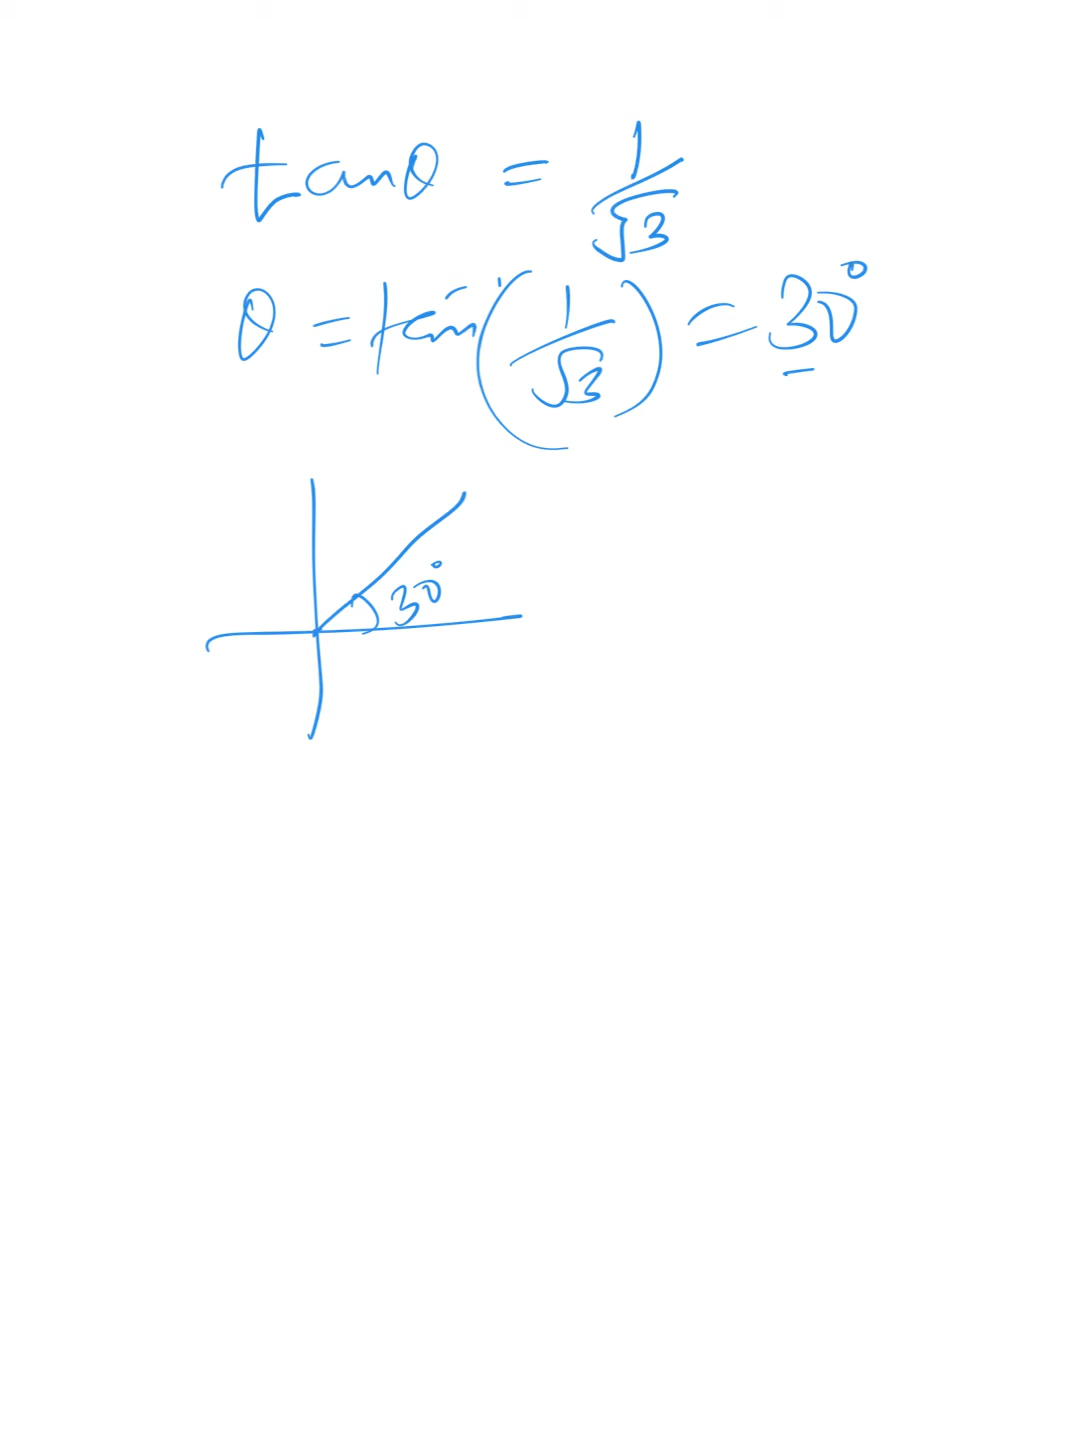 tanθ = 1/√3
θ = tan⁻¹(1/√3) = 30°
30°